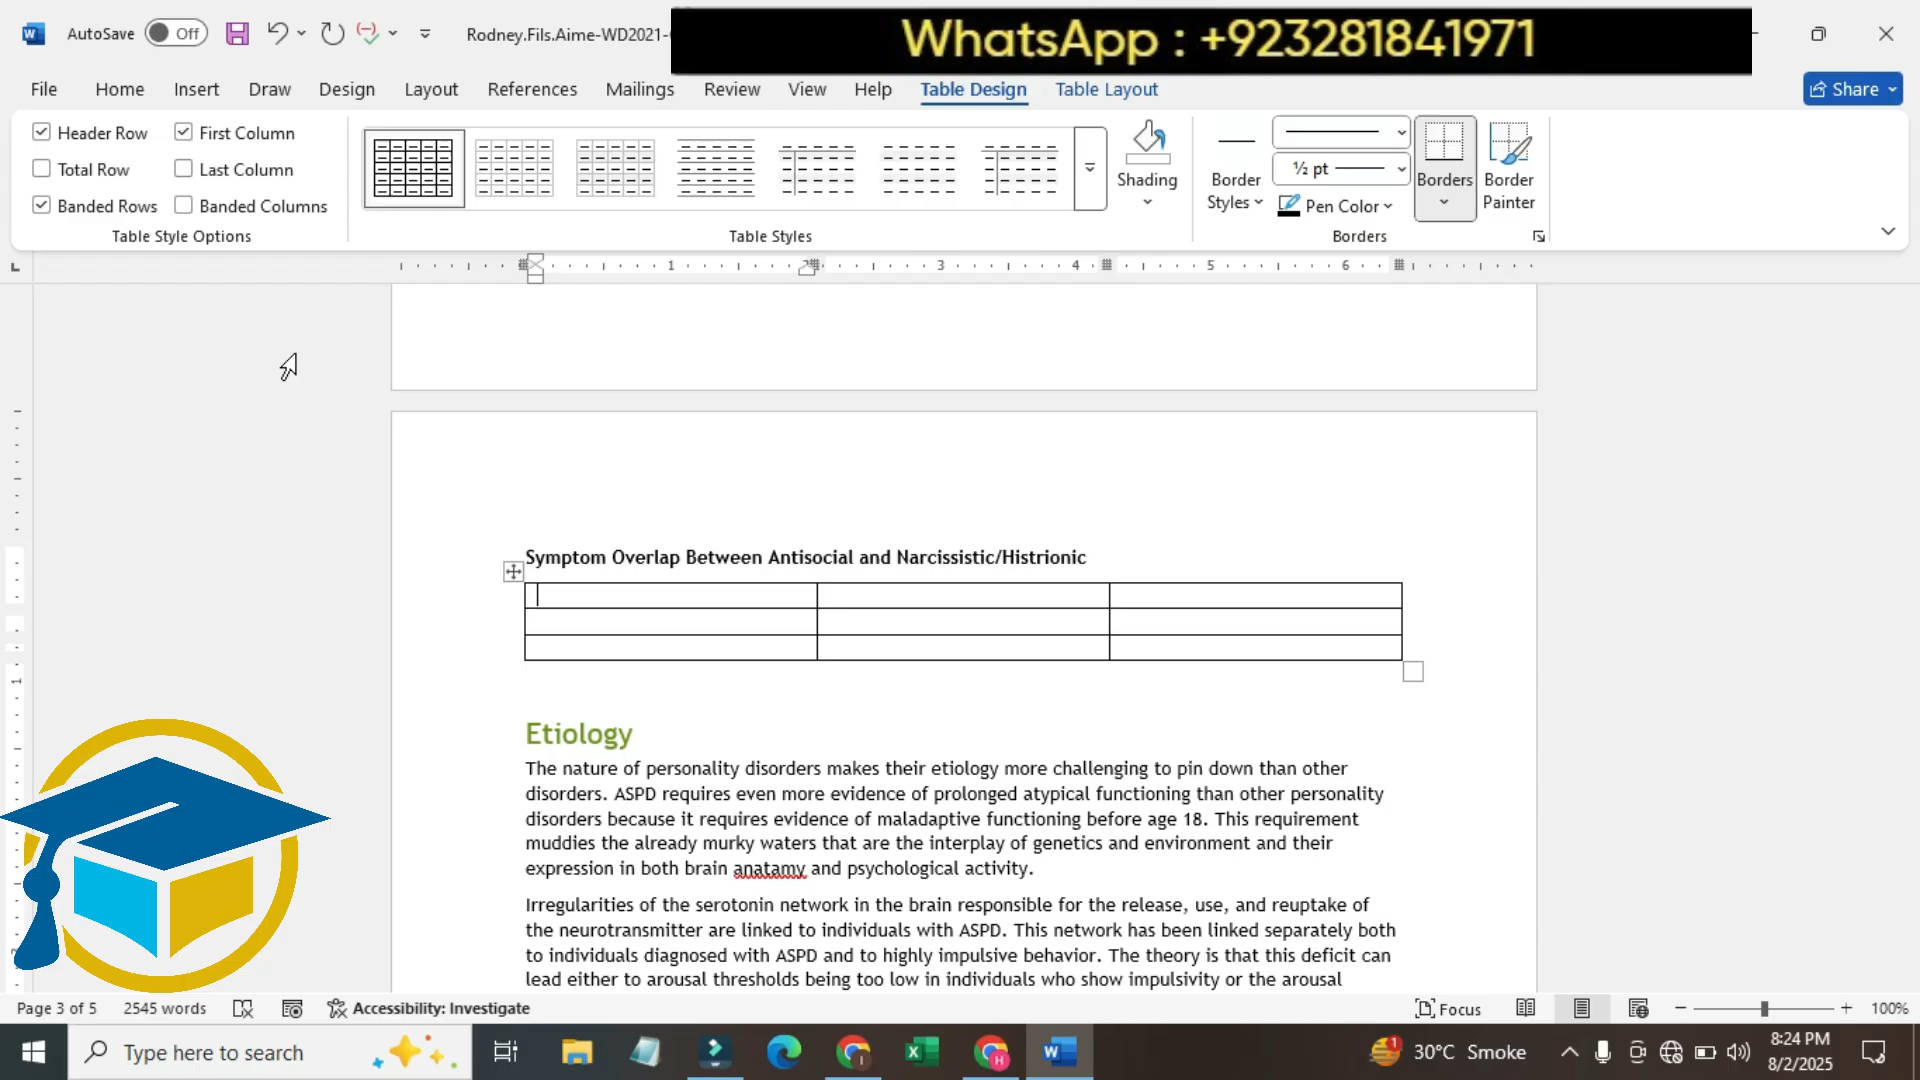 AutoSave Off Rodney.Fils.Aime-WD2021-
WhatsApp : +923281841971
File Home Insert Draw Design Layout References Mailings Review View Help Table Design Table Layout Share
Header Row First Column
Total Row Last Column
Banded Rows Banded Columns
Table Style Options
Table Styles
Shading
Border Styles
½ pt
Pen Color
Borders
Border Painter
Borders
1 2 3 4 5 6
Symptom Overlap Between Antisocial and Narcissistic/Histrionic
Etiology
The nature of personality disorders makes their etiology more challenging to pin down than other
disorders. ASPD requires even more evidence of prolonged atypical functioning than other personality
disorders because it requires evidence of maladaptive functioning before age 18. This requirement
muddies the already murky waters that are the interplay of genetics and environment and their
expression in both brain anatamy and psychological activity.
Irregularities of the serotonin network in the brain responsible for the release, use, and reuptake of
the neurotransmitter are linked to individuals with ASPD. This network has been linked separately both
to individuals diagnosed with ASPD and to highly impulsive behavior. The theory is that this deficit can
lead either to arousal thresholds being too low in individuals who show impulsivity or the arousal
Page 3 of 5 2545 words Accessibility: Investigate Focus 100%
Type here to search 30°C Smoke 8:24 PM
8/2/2025